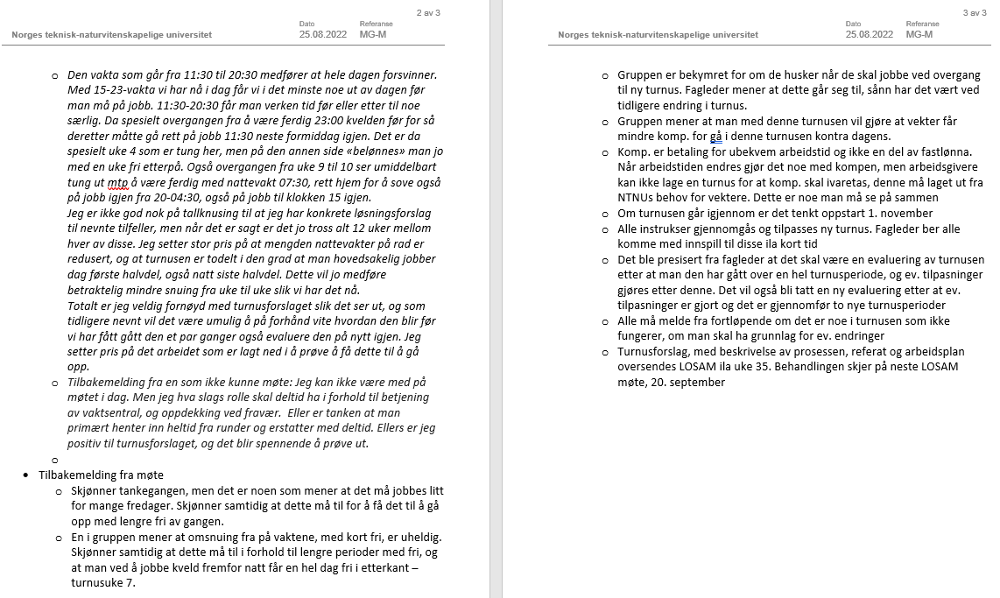 2 av 3
Dato Referanse
Norges teknisk-naturvitenskapelige universitet 25.08.2022 MG-M
o Den vakta som går fra 11:30 til 20:30 medfører at hele dagen forsvinner.
Med 15-23-vakta vi har nå i dag får vi i det minste noe ut av dagen før
man må på jobb. 11:30-20:30 får man verken tid før eller etter til noe
særlig. Da spesielt overgangen fra å være ferdig 23:00 kvelden før for så
deretter måtte gå rett på jobb 11:30 neste formiddag igjen. Det er da
spesielt uke 4 som er tung her, men på den annen side «belønnes» man jo
med en uke fri etterpå. Også overgangen fra uke 9 til 10 ser umiddelbart
tung ut mtp å være ferdig med nattevakt 07:30, rett hjem for å sove også
på jobb igjen fra 20-04:30, også på jobb til klokken 15 igjen.
Jeg er ikke god nok på tallknusing til at jeg har konkrete løsningsforslag
til nevnte tilfeller, men når det er sagt er det jo tross alt 12 uker mellom
hver av disse. Jeg setter stor pris på at mengden nattevakter på rad er
redusert, og at turnusen er todelt i den grad at man hovedsakelig jobber
dag første halvdel, også natt siste halvdel. Dette vil jo medføre
betraktelig mindre snuing fra uke til uke slik vi har det nå.
Totalt er jeg veldig fornøyd med turnusforslaget slik det ser ut, og som
tidligere nevnt vil det være umulig å på forhånd vite hvordan den blir før
vi har fått gått den et par ganger også evaluere den på nytt igjen. Jeg
setter pris på det arbeidet som er lagt ned i å prøve å få dette til å gå
opp.
o Tilbakemelding fra en som ikke kunne møte: Jeg kan ikke være med på
møtet i dag. Men jeg hva slags rolle skal deltid ha i forhold til betjening
av vaktsentral, og oppdekking ved fravær.  Eller er tanken at man
primært henter inn heltid fra runder og erstatter med deltid. Ellers er jeg
positiv til turnusforslaget, og det blir spennende å prøve ut.
o
• Tilbakemelding fra møte
o Skjønner tankegangen, men det er noen som mener at det må jobbes litt
for mange fredager. Skjønner samtidig at dette må til for å få det til å gå
opp med lengre fri av gangen.
o En i gruppen mener at omsnuing fra på vaktene, med kort fri, er uheldig.
Skjønner samtidig at dette må til i forhold til lengre perioder med fri, og
at man ved å jobbe kveld fremfor natt får en hel dag fri i etterkant –
turnusuke 7.
3 av 3
Dato Referanse
Norges teknisk-naturvitenskapelige universitet 25.08.2022 MG-M
o Gruppen er bekymret for om de husker når de skal jobbe ved overgang
til ny turnus. Fagleder mener at dette går seg til, sånn har det vært ved
tidligere endring i turnus.
o Gruppen mener at man med denne turnusen vil gjøre at vekter får
mindre komp. for gå i denne turnusen kontra dagens.
o Komp. er betaling for ubekvem arbeidstid og ikke en del av fastlønna.
Når arbeidstiden endres gjør det noe med kompen, men arbeidsgivere
kan ikke lage en turnus for at komp. skal ivaretas, denne må laget ut fra
NTNUs behov for vektere. Dette er noe man må se på sammen
o Om turnusen går igjennom er det tenkt oppstart 1. november
o Alle instrukser gjennomgås og tilpasses ny turnus. Fagleder ber alle
komme med innspill til disse ila kort tid
o Det ble presisert fra fagleder at det skal være en evaluering av turnusen
etter at man den har gått over en hel turnusperiode, og ev. tilpasninger
gjøres etter denne. Det vil også bli tatt en ny evaluering etter at ev.
tilpasninger er gjort og det er gjennomfør to nye turnusperioder
o Alle må melde fra fortløpende om det er noe i turnusen som ikke
fungerer, om man skal ha grunnlag for ev. endringer
o Turnusforslag, med beskrivelse av prosessen, referat og arbeidsplan
oversendes LOSAM ila uke 35. Behandlingen skjer på neste LOSAM
møte, 20. september